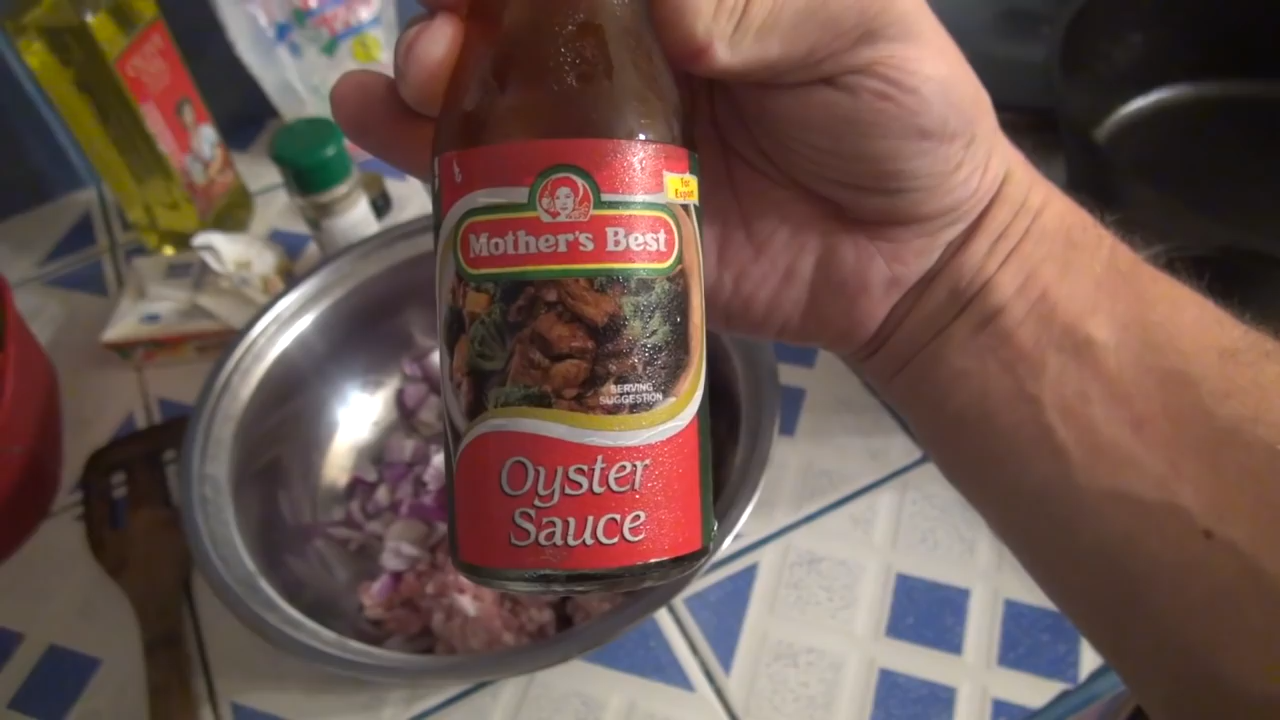 For
Export
Mother's Best
SERVING
SUGGESTION
Oyster
Sauce